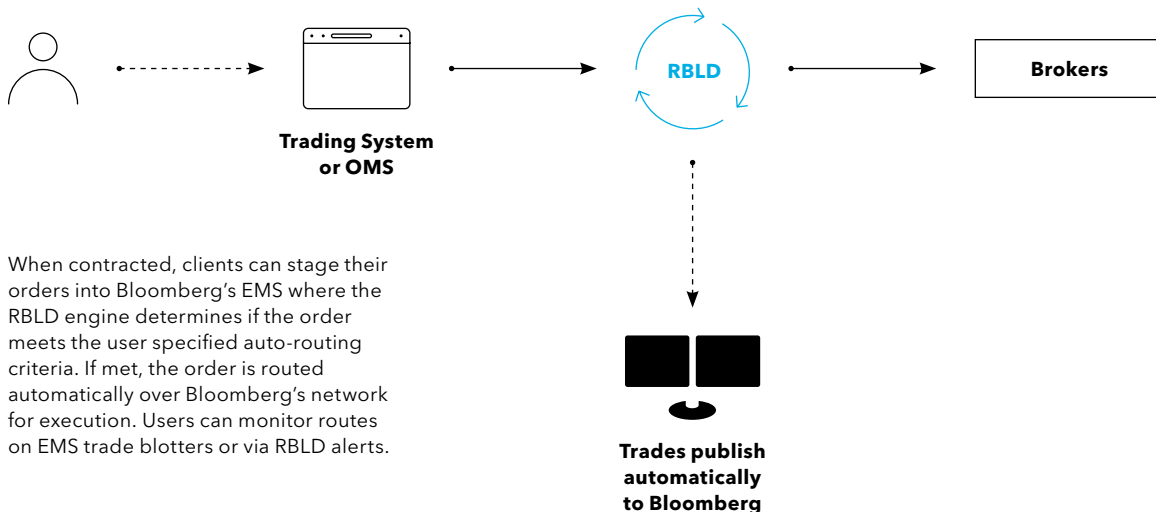 RBLD
Brokers
Trading System
or OMS
When contracted, clients can stage their
orders into Bloomberg’s EMS where the
RBLD engine determines if the order
meets the user specified auto-routing
criteria. If met, the order is routed
automatically over Bloomberg’s network
for execution. Users can monitor routes
on EMS trade blotters or via RBLD alerts.
Trades publish
automatically
to Bloomberg